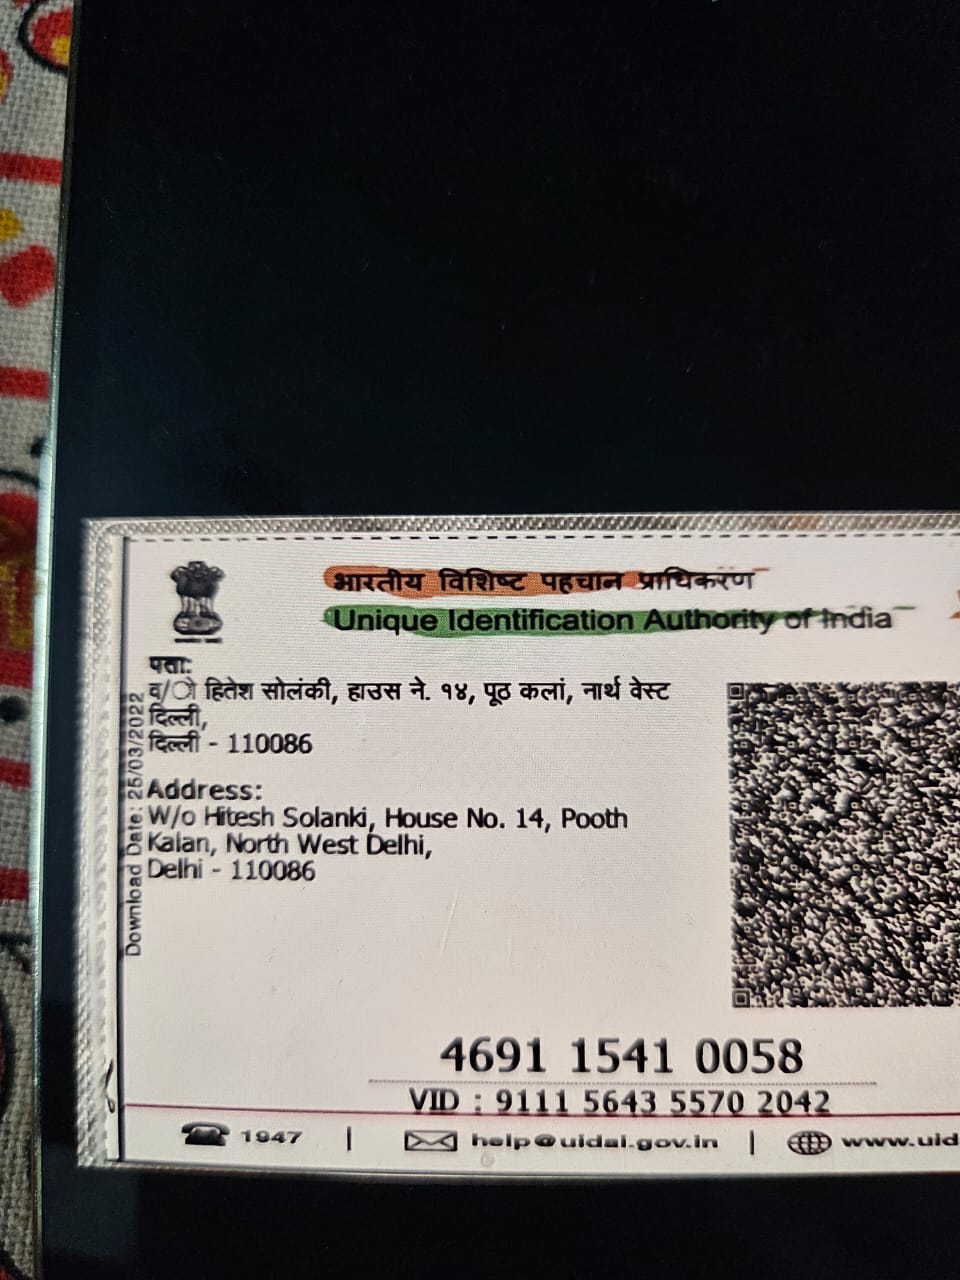 भारतीय विशिष्ट पहचान प्राधिकरण
Unique Identification Authority of India
पता:
व/ो हितेश सोलंकी, हाउस ने. १४, पूठ कलां, नार्थ वेस्ट
दिल्ली,
दिल्ली - 110086
Address:
W/o Hitesh Solanki, House No. 14, Pooth
Kalan, North West Delhi,
Delhi - 110086
Download Date: 25/03/2022
4691 1541 0058
VID : 9111 5643 5570 2042
1947 | help@uidai.gov.in | www.uid